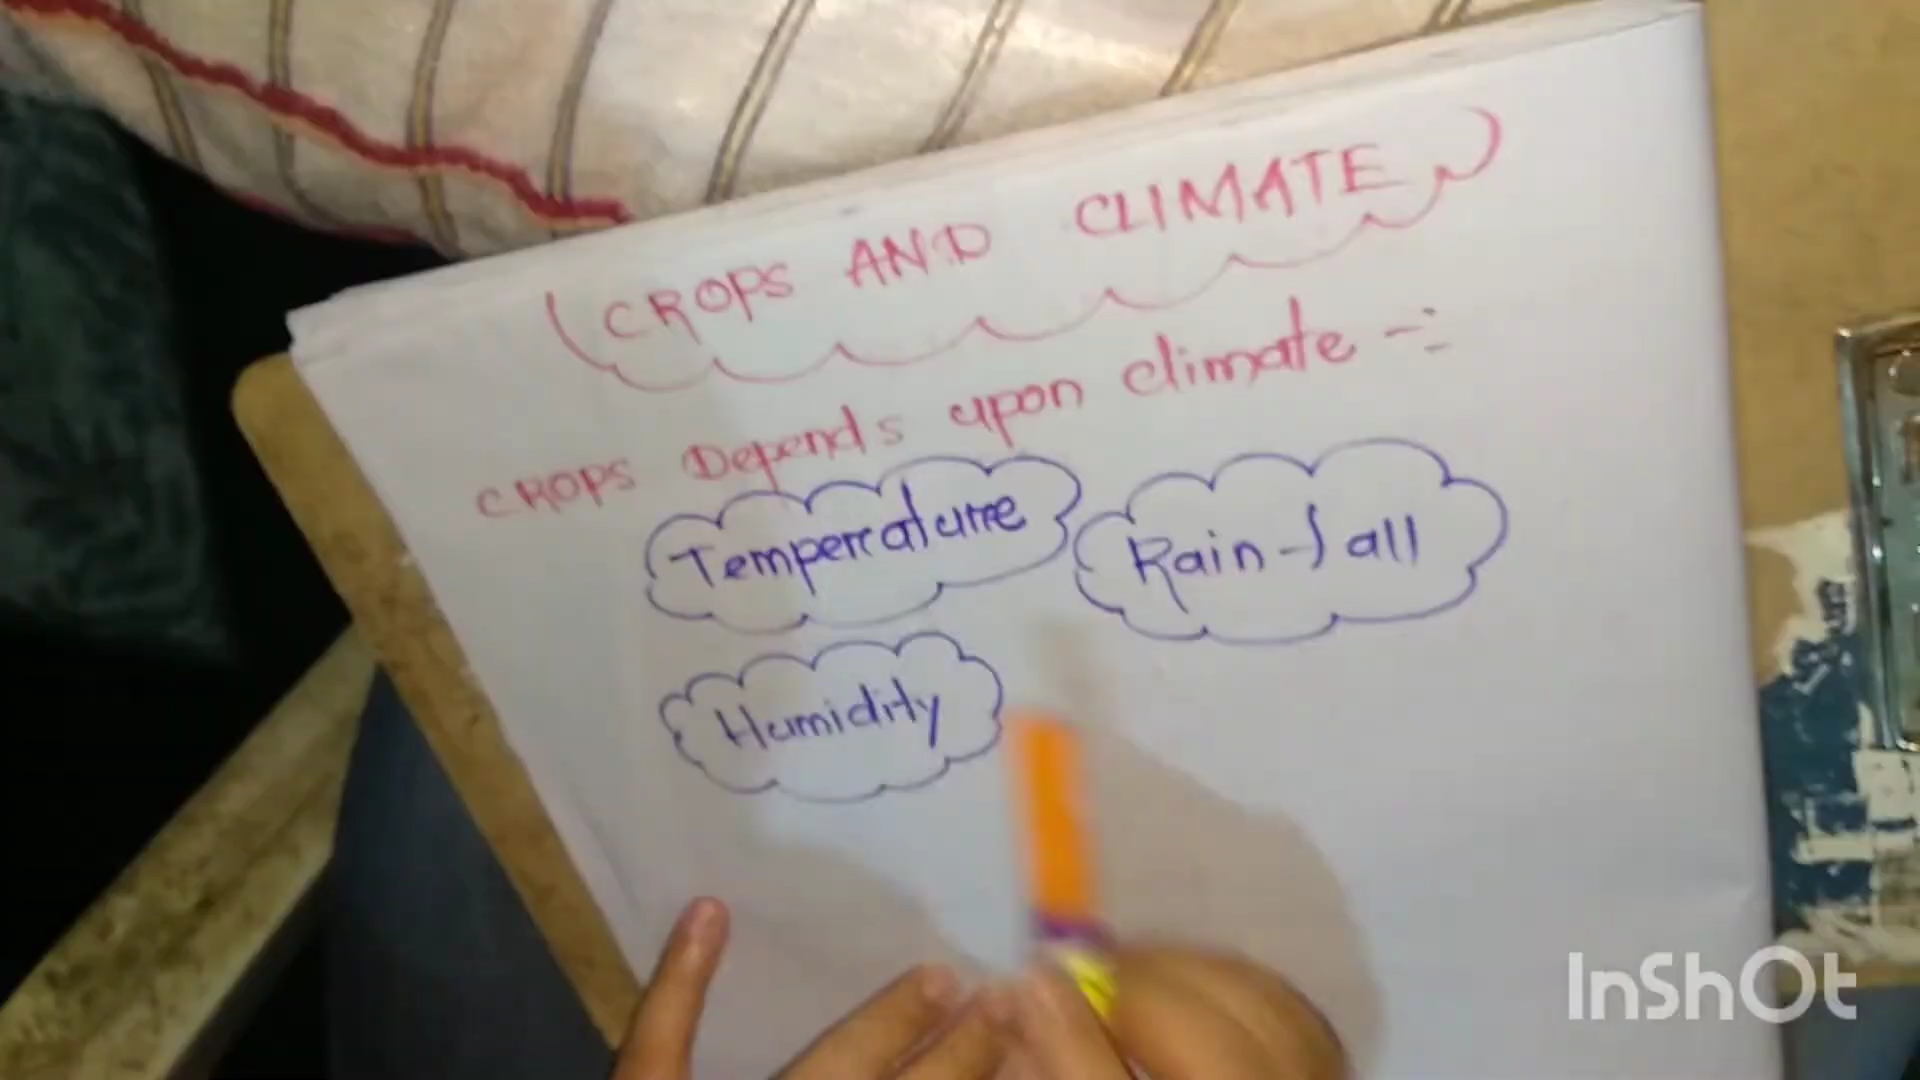 CROPS AND CLIMATE
CROPS Depends upon climate -:
Temperature
Rain-fall
Humidity
InShOt